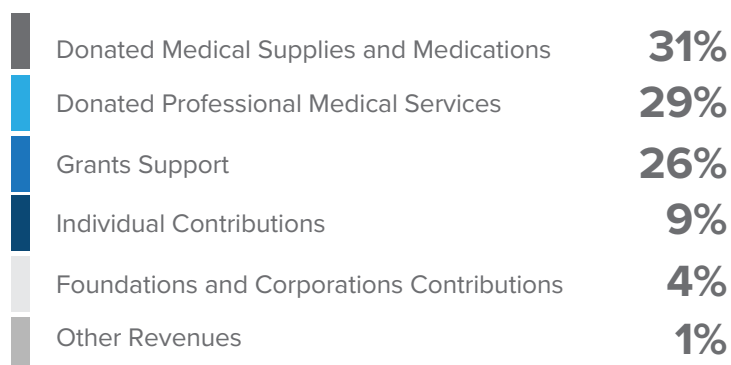 Donated Medical Supplies and Medications 31%
Donated Professional Medical Services 29%
Grants Support 26%
Individual Contributions 9%
Foundations and Corporations Contributions 4%
Other Revenues 1%